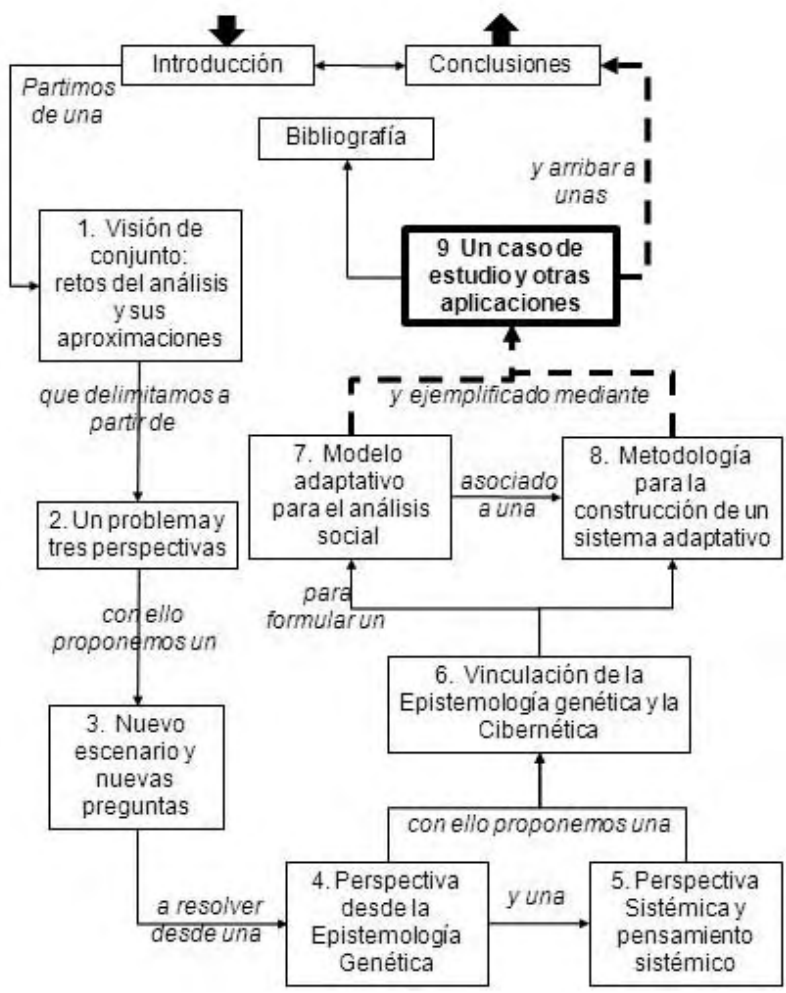 Introducción
Conclusiones
Partimos
de una
Bibliografía
y arribar a
unas
1. Visión de
conjunto:
retos del análisis
y sus
aproximaciones
9 Un caso de
estudio y otras
aplicaciones
que delimitamos a
partir de
y ejemplificado mediante
7. Modelo
adaptativo
para el análisis
social
asociado
a una
8. Metodología
para la
construcción de un
sistema adaptativo
2. Un problema y
tres perspectivas
con ello
proponemos un
para
formular un
6. Vinculación de la
Epistemología genética y la
Cibernética
3. Nuevo
escenario y
nuevas
preguntas
con ello proponemos una
a resolver
desde una
4. Perspectiva
desde la
Epistemología
Genética
y una
5. Perspectiva
Sistémica y
pensamiento
sistémico